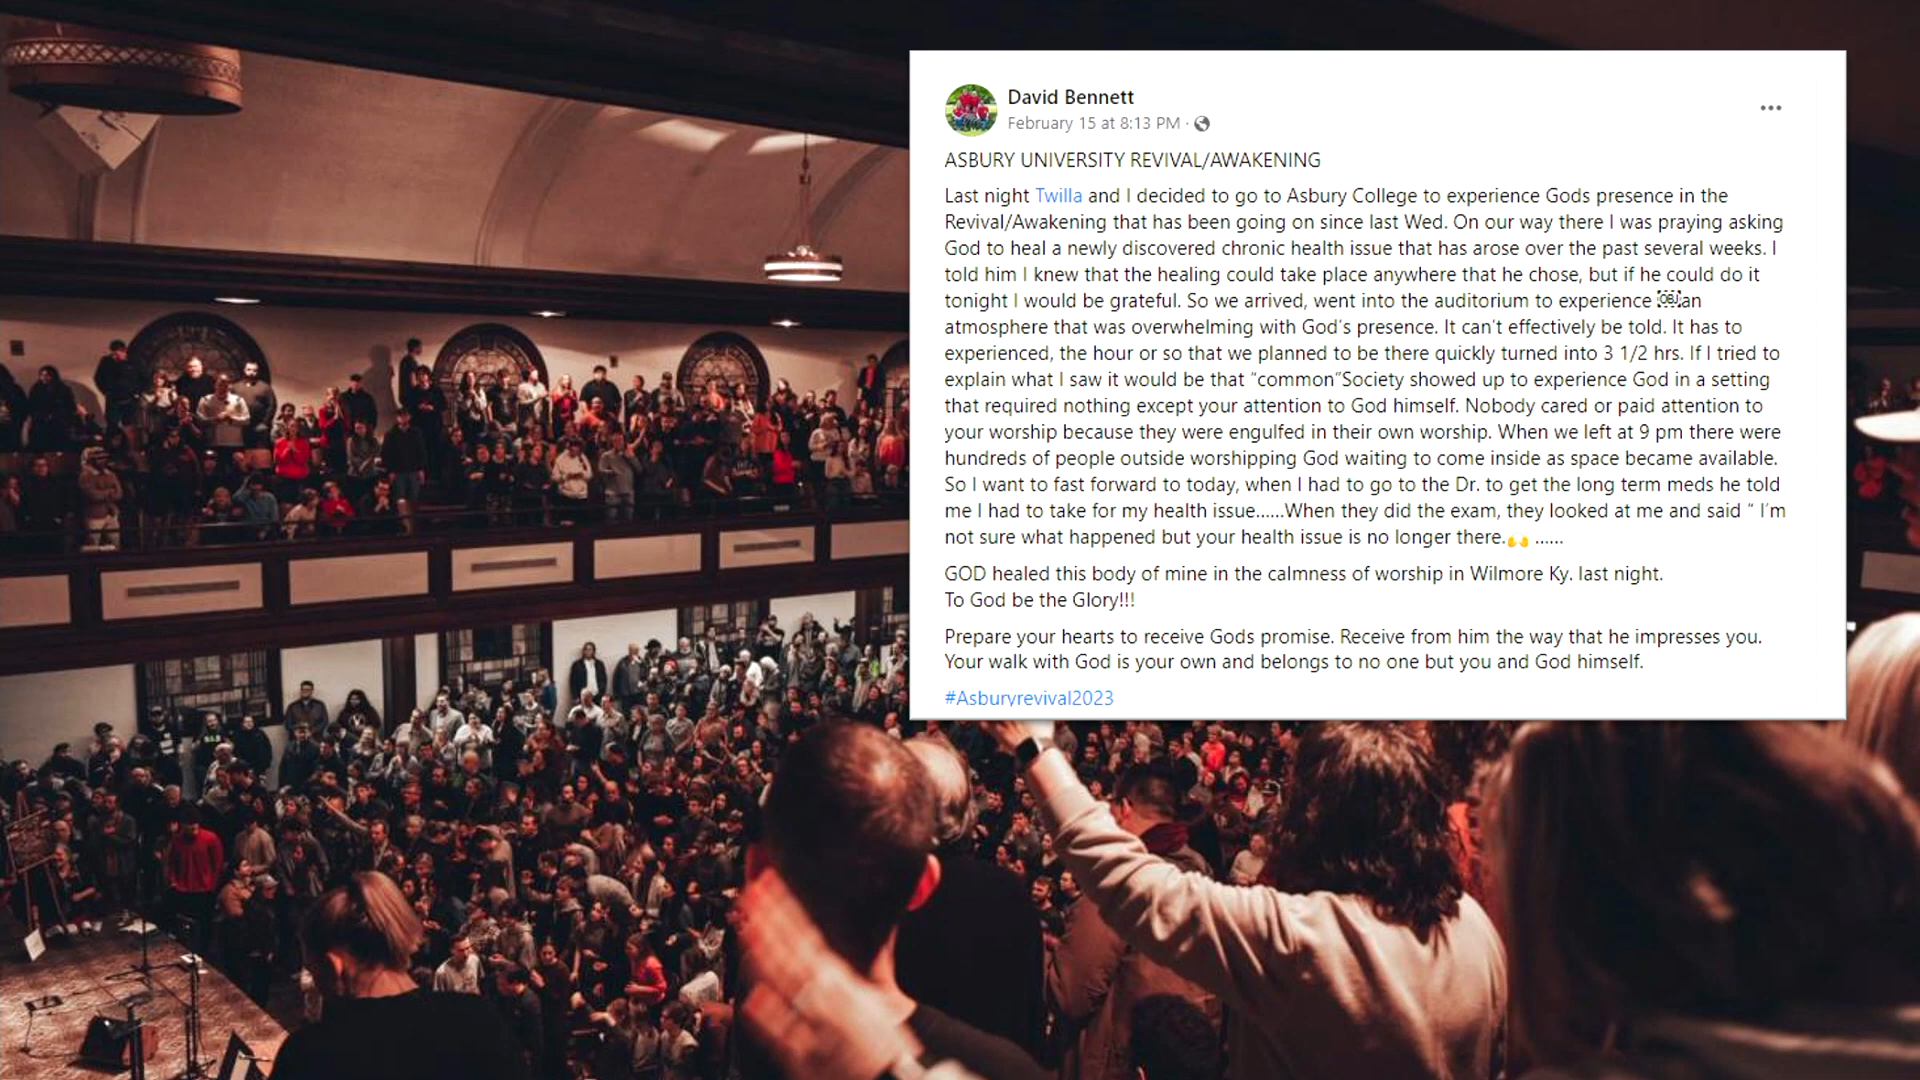 David Bennett
February 15 at 8:13 PM ·
ASBURY UNIVERSITY REVIVAL/AWAKENING
Last night Twilla and I decided to go to Asbury College to experience Gods presence in the
Revival/Awakening that has been going on since last Wed. On our way there I was praying asking
God to heal a newly discovered chronic health issue that has arose over the past several weeks. I
told him I knew that the healing could take place anywhere that he chose, but if he could do it
tonight I would be grateful. So we arrived, went into the auditorium to experience an
atmosphere that was overwhelming with God's presence. It can't effectively be told. It has to
experienced, the hour or so that we planned to be there quickly turned into 3 1/2 hrs. If I tried to
explain what I saw it would be that “common”Society showed up to experience God in a setting
that required nothing except your attention to God himself. Nobody cared or paid attention to
your worship because they were engulfed in their own worship. When we left at 9 pm there were
hundreds of people outside worshipping God waiting to come inside as space became available.
So I want to fast forward to today, when I had to go to the Dr. to get the long term meds he told
me I had to take for my health issue......When they did the exam, they looked at me and said “ I'm
not sure what happened but your health issue is no longer there.🙌 ......
GOD healed this body of mine in the calmness of worship in Wilmore Ky. last night.
To God be the Glory!!!
Prepare your hearts to receive Gods promise. Receive from him the way that he impresses you.
Your walk with God is your own and belongs to no one but you and God himself.
#Asburyrevival2023